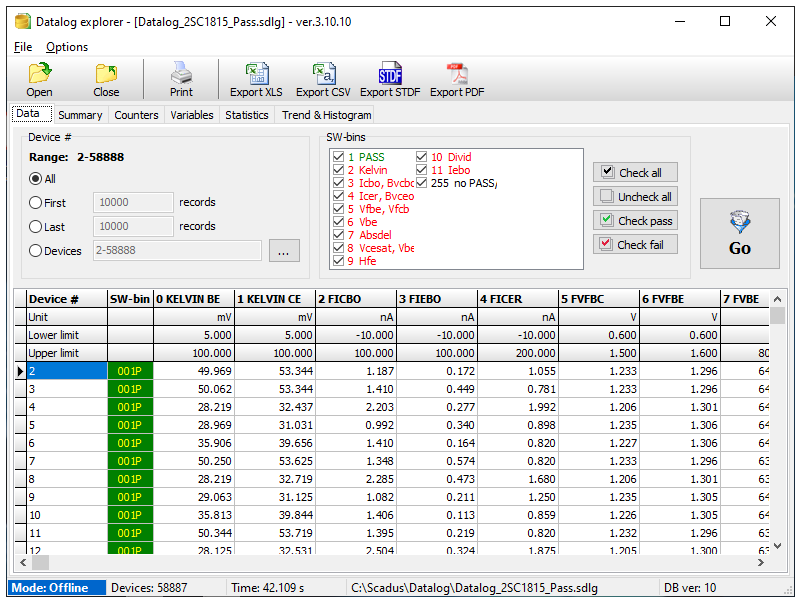 Datalog explorer - [Datalog_2SC1815_Pass.sdlg] - ver.3.10.10
File Options
Open Close Print Export XLS Export CSV Export STDF Export PDF
Data Summary Counters Variables Statistics Trend & Histogram
Device #
Range: 2-58888
All
First 10000 records
Last 10000 records
Devices 2-58888 ...
SW-bins
1 PASS
2 Kelvin
3 Icbo, Bvcbo
4 Icer, Bvceo
5 Vfbe, Vfcb
6 Vbe
7 Absdel
8 Vcesat, Vbe
9 Hfe
10 Divid
11 Iebo
255 no PASS,
Check all
Uncheck all
Check pass
Check fail
Go
Device # SW-bin 0 KELVIN BE 1 KELVIN CE 2 FICBO 3 FIEBO 4 FICER 5 FVFBC 6 FVFBE 7 FVBE
Unit mV mV nA nA nA V V
Lower limit 5.000 5.000 -10.000 -10.000 -10.000 0.600 0.600
Upper limit 100.000 100.000 100.000 100.000 200.000 1.500 1.600 80
2 001P 49.969 53.344 1.187 0.172 1.055 1.233 1.296 64
3 001P 50.062 53.344 1.410 0.449 0.781 1.233 1.296 64
4 001P 28.219 32.437 2.203 0.277 1.992 1.206 1.301 64
5 001P 28.969 31.031 0.992 0.340 0.898 1.235 1.306 64
6 001P 35.906 39.656 1.410 0.164 0.820 1.227 1.306 64
7 001P 50.250 53.625 1.348 0.574 0.820 1.233 1.296 63
8 001P 28.219 32.719 2.285 0.473 1.680 1.206 1.301 63
9 001P 29.063 31.125 1.082 0.211 1.250 1.235 1.305 64
10 001P 35.813 39.844 1.406 0.113 0.859 1.226 1.305 64
11 001P 50.344 53.719 1.395 0.219 0.820 1.232 1.296 63
12 001P 28.125 32.531 2.504 0.324 1.875 1.205 1.300 63
Mode: Offline Devices: 58887 Time: 42.109 s C:\Scadus\Datalog\Datalog_2SC1815_Pass.sdlg DB ver: 10